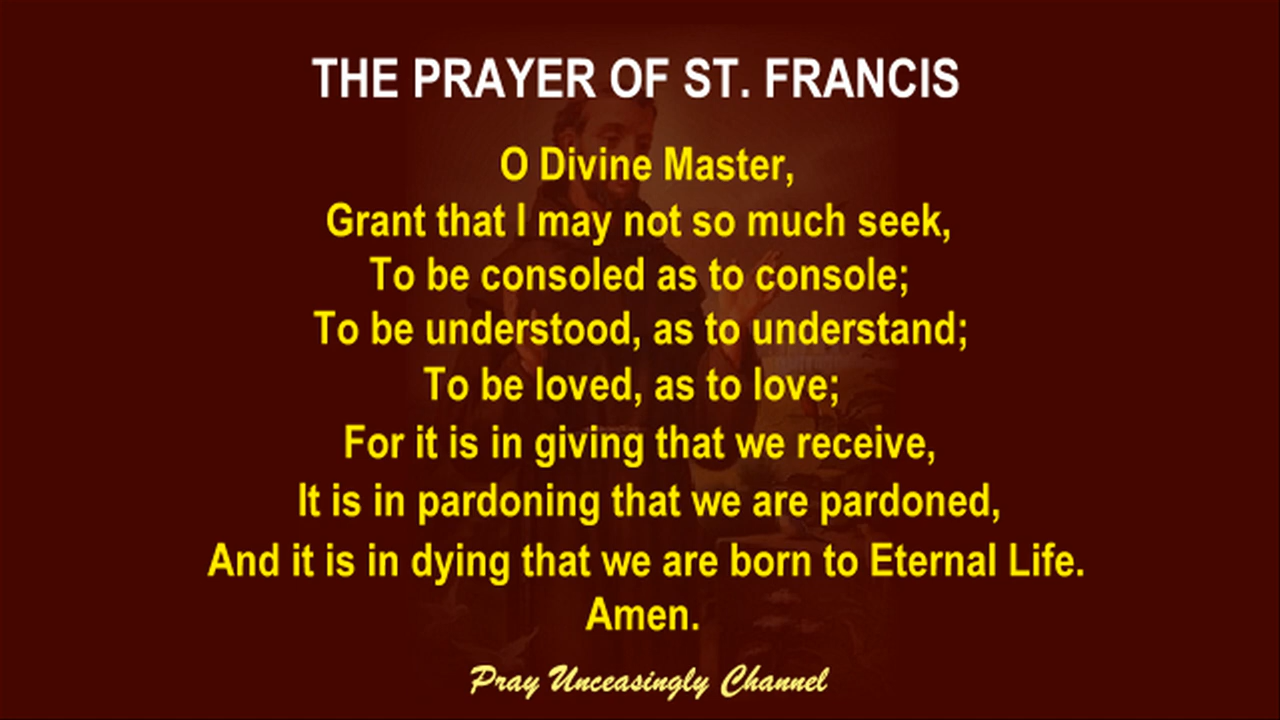 THE PRAYER OF ST. FRANCIS
O Divine Master,
Grant that I may not so much seek,
To be consoled as to console;
To be understood, as to understand;
To be loved, as to love;
For it is in giving that we receive,
It is in pardoning that we are pardoned,
And it is in dying that we are born to Eternal Life.
Amen.
Pray Unceasingly Channel